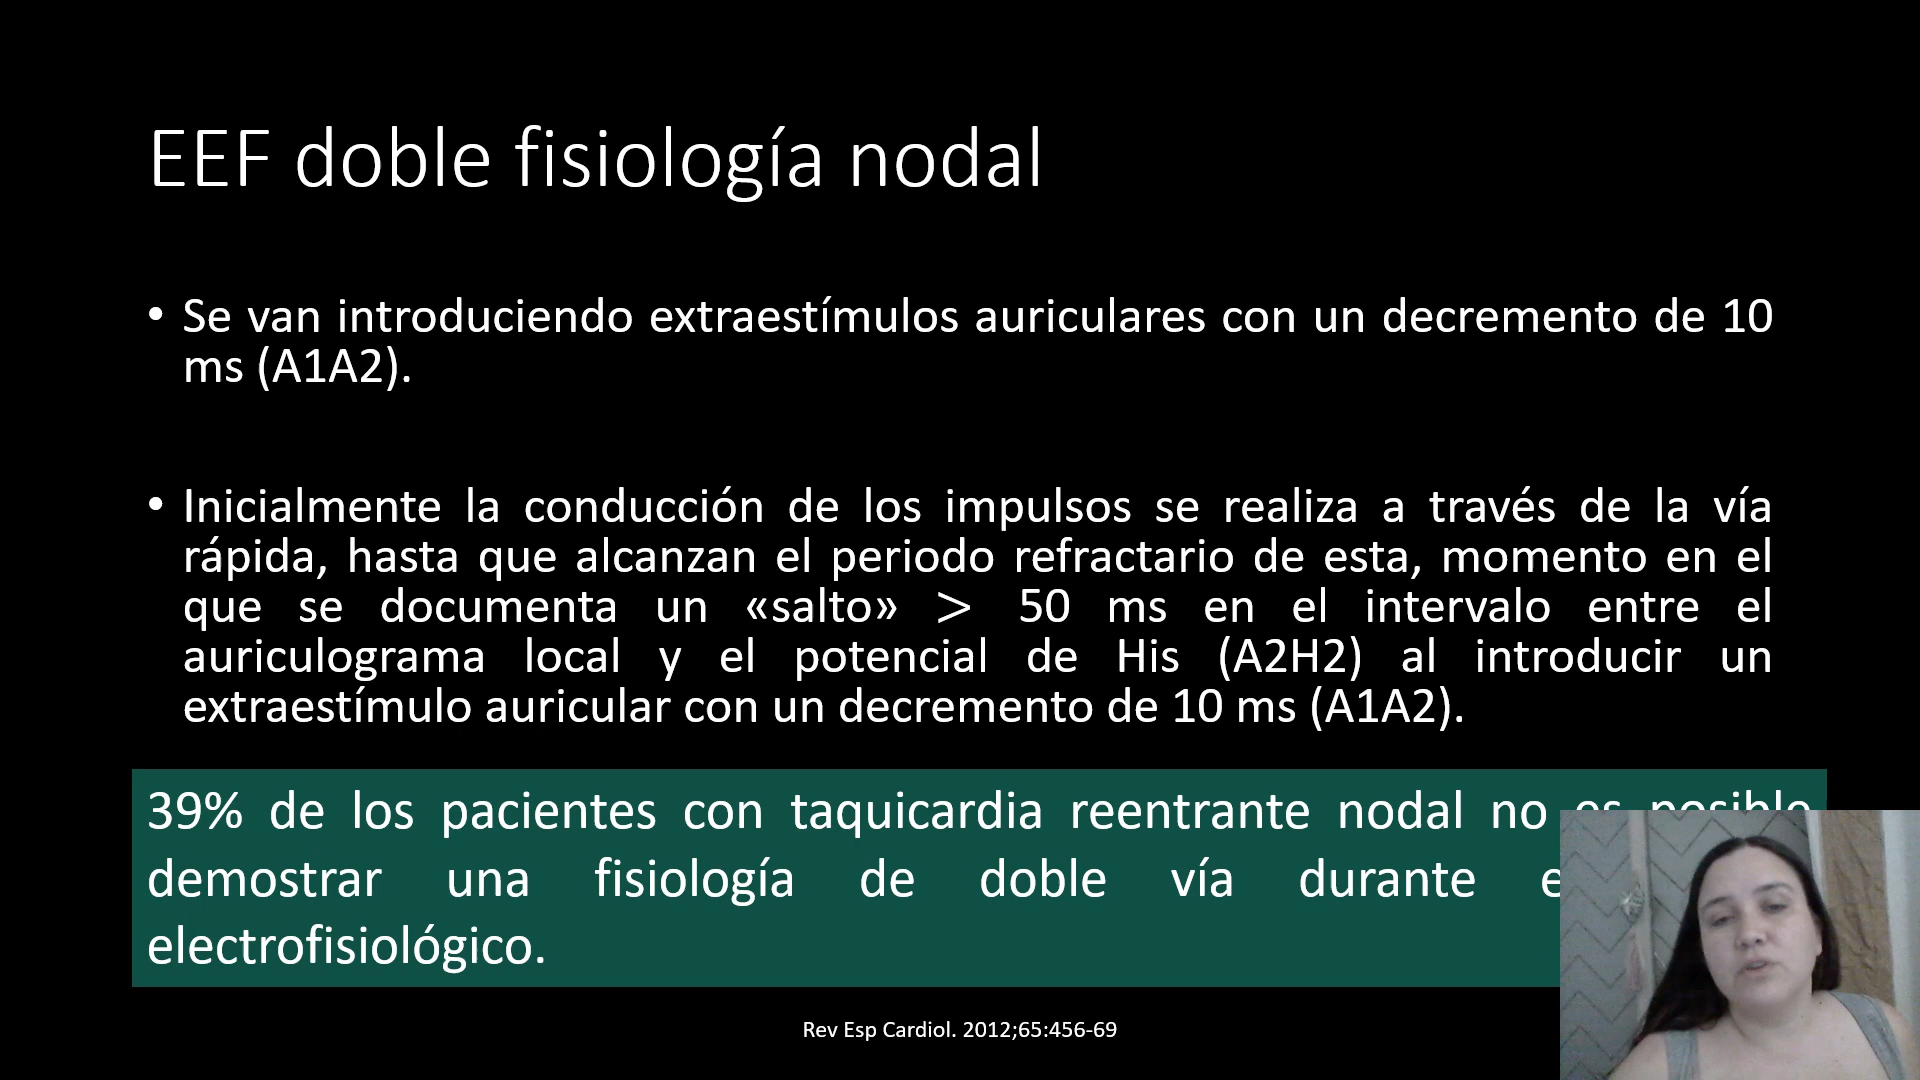 EEF doble fisiología nodal
• Se van introduciendo extraestímulos auriculares con un decremento de 10
ms (A1A2).
• Inicialmente la conducción de los impulsos se realiza a través de la vía
rápida, hasta que alcanzan el periodo refractario de esta, momento en el
que se documenta un «salto» > 50 ms en el intervalo entre el
auriculograma local y el potencial de His (A2H2) al introducir un
extraestímulo auricular con un decremento de 10 ms (A1A2).
39% de los pacientes con taquicardia reentrante nodal no es posible
demostrar una fisiología de doble vía durante
electrofisiológico.
Rev Esp Cardiol. 2012;65:456-69